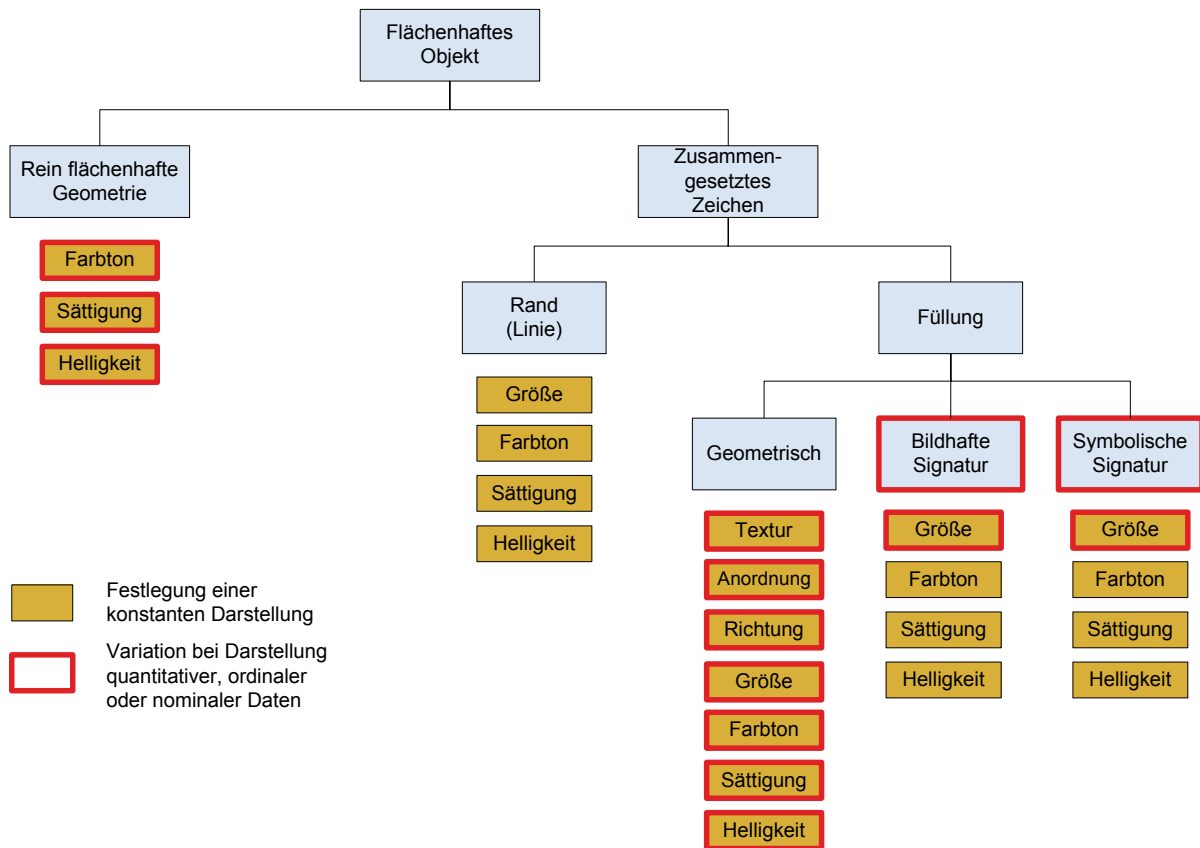 Flächenhaftes
Objekt
Rein flächenhafte
Geometrie
Zusammen-
gesetztes
Zeichen
Farbton
Sättigung
Helligkeit
Rand
(Linie)
Füllung
Größe
Farbton
Sättigung
Helligkeit
Geometrisch
Bildhafte
Signatur
Symbolische
Signatur
Textur
Anordnung
Richtung
Größe
Farbton
Sättigung
Helligkeit
Größe
Farbton
Sättigung
Helligkeit
Größe
Farbton
Sättigung
Helligkeit
Festlegung einer
konstanten Darstellung
Variation bei Darstellung
quantitativer, ordinaler
oder nominaler Daten